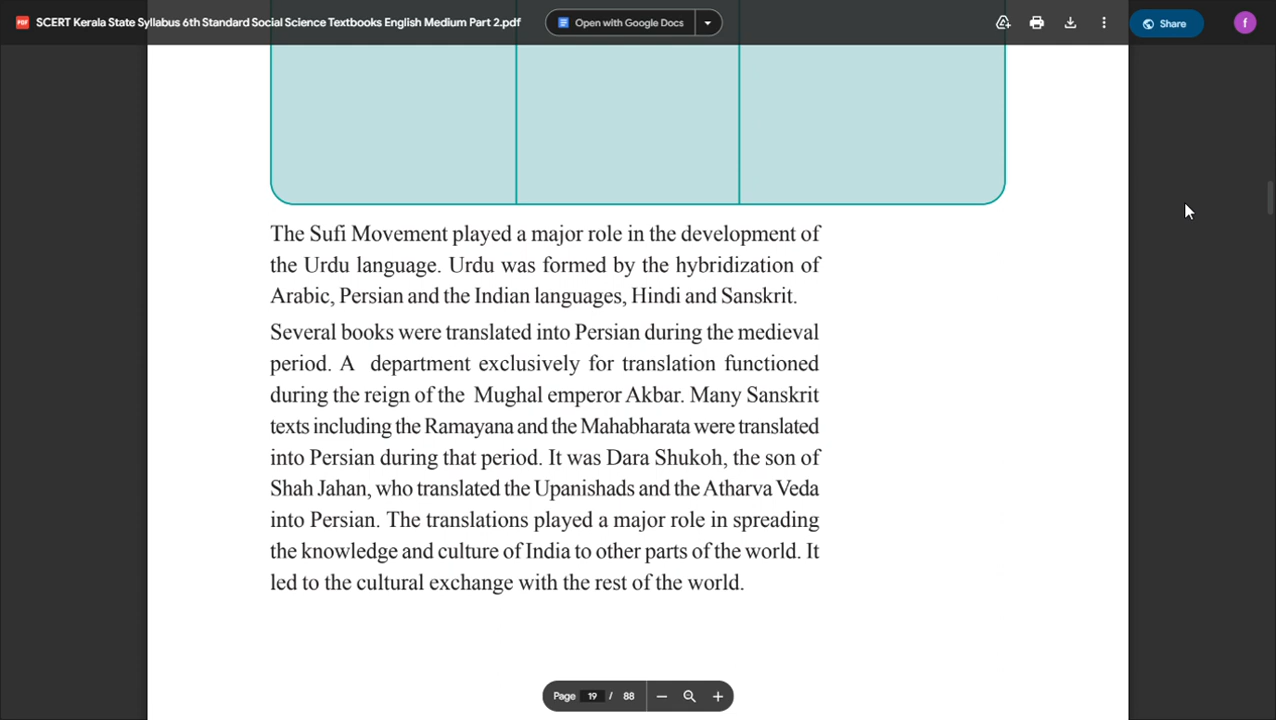 SCERT Kerala State Syllabus 6th Standard Social Science Textbooks English Medium Part 2.pdf
Open with Google Docs
Share
f
PDF
The Sufi Movement played a major role in the development of
the Urdu language. Urdu was formed by the hybridization of
Arabic, Persian and the Indian languages, Hindi and Sanskrit.
Several books were translated into Persian during the medieval
period. A department exclusively for translation functioned
during the reign of the Mughal emperor Akbar. Many Sanskrit
texts including the Ramayana and the Mahabharata were translated
into Persian during that period. It was Dara Shukoh, the son of
Shah Jahan, who translated the Upanishads and the Atharva Veda
into Persian. The translations played a major role in spreading
the knowledge and culture of India to other parts of the world. It
led to the cultural exchange with the rest of the world.
Page 19 / 88